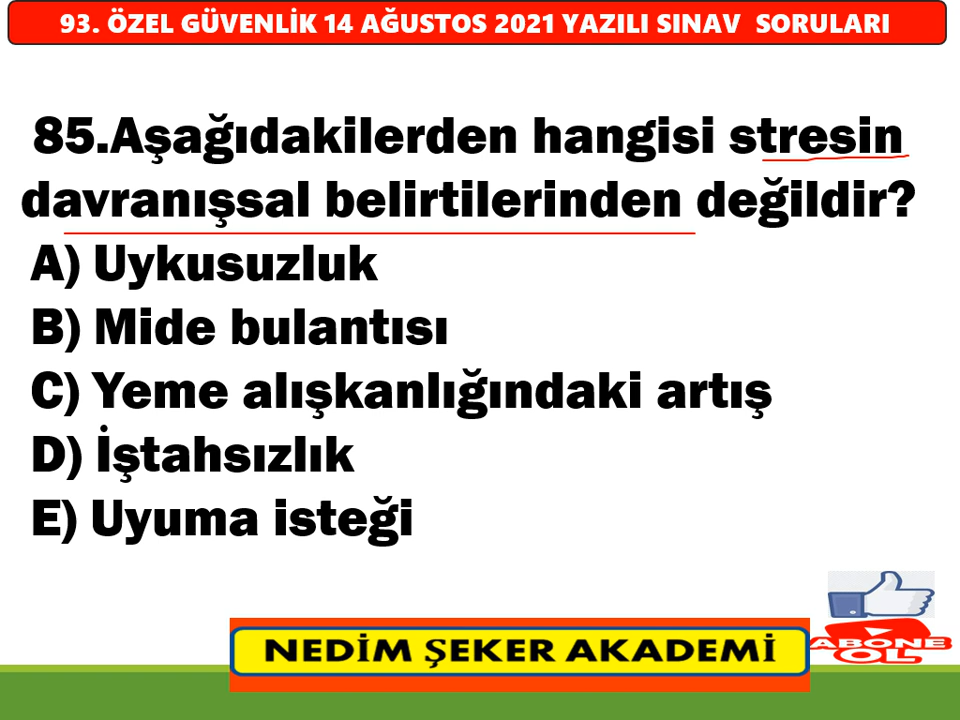 93. ÖZEL GÜVENLİK 14 AĞUSTOS 2021 YAZILI SINAV SORULARI
85.Aşağıdakilerden hangisi stresin
davranışsal belirtilerinden değildir?
A) Uykusuzluk
B) Mide bulantısı
C) Yeme alışkanlığındaki artış
D) İştahsızlık
E) Uyuma isteği
ABONE
OL
NEDİM ŞEKER AKADEMİ